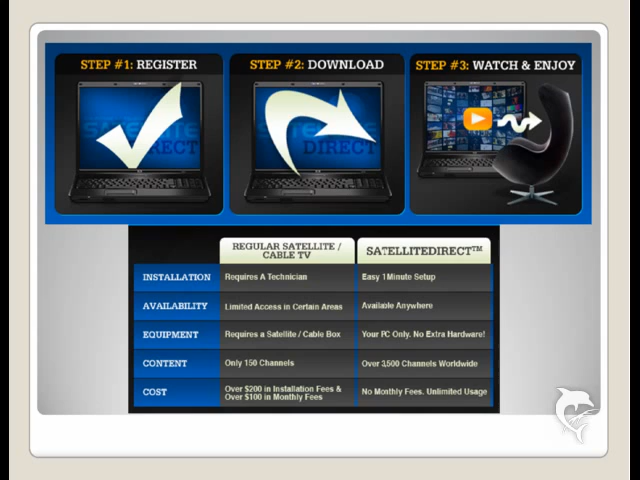 STEP #1: REGISTER
STEP #2: DOWNLOAD
STEP #3: WATCH & ENJOY
DIRECT
REGULAR SATELLITE /
CABLE TV
SATELLITEDIRECT™
INSTALLATION
Requires A Technician
Easy 1Minute Setup
AVAILABILITY
Limited Access in Certain Areas
Available Anywhere
EQUIPMENT
Requires a Satellite / Cable Box
Your PC Only. No Extra Hardware!
CONTENT
Only 150 Channels
Over 3,500 Channels Worldwide
COST
Over $200 in Installation Fees &
Over $100 in Monthly Fees
No Monthly Fees. Unlimited Usage